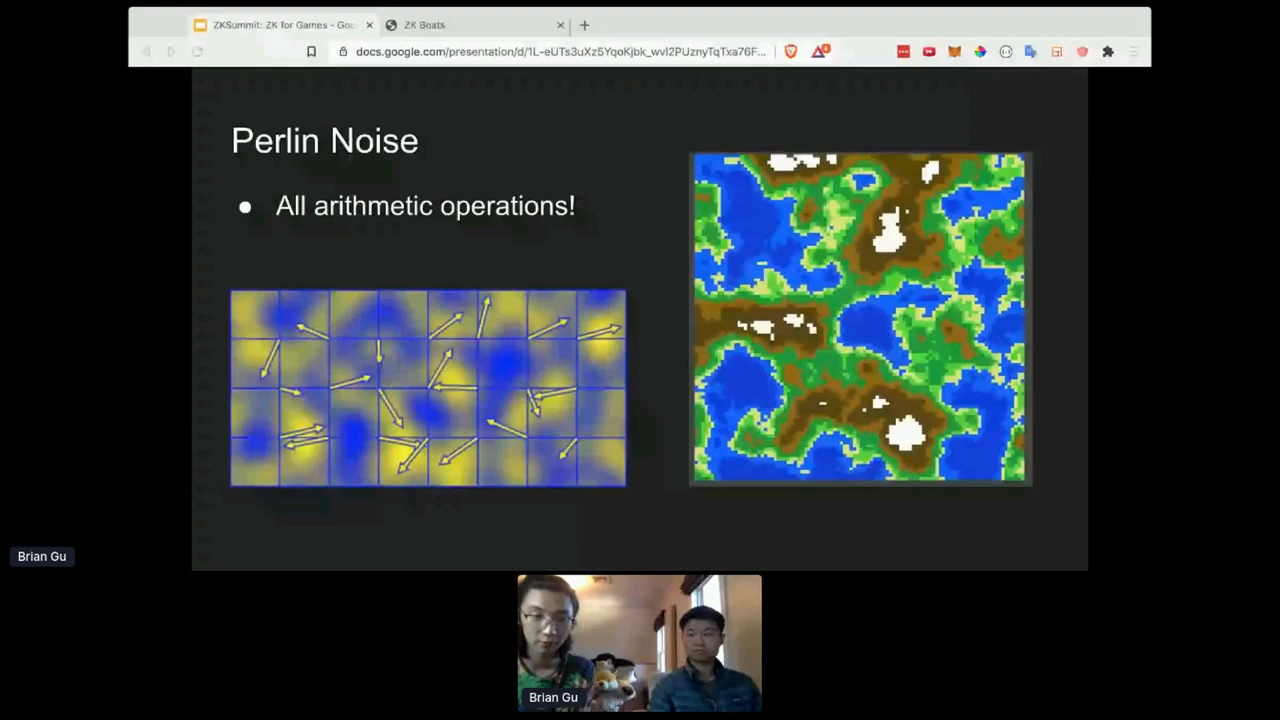 ZKSummit: ZK for Games - Goo
ZK Boats
docs.google.com/presentation/d/1L-eUTs3uXz5YqoKjbk_wvI2PUznyTqTxa76F...
Perlin Noise
All arithmetic operations!
Brian Gu
Brian Gu